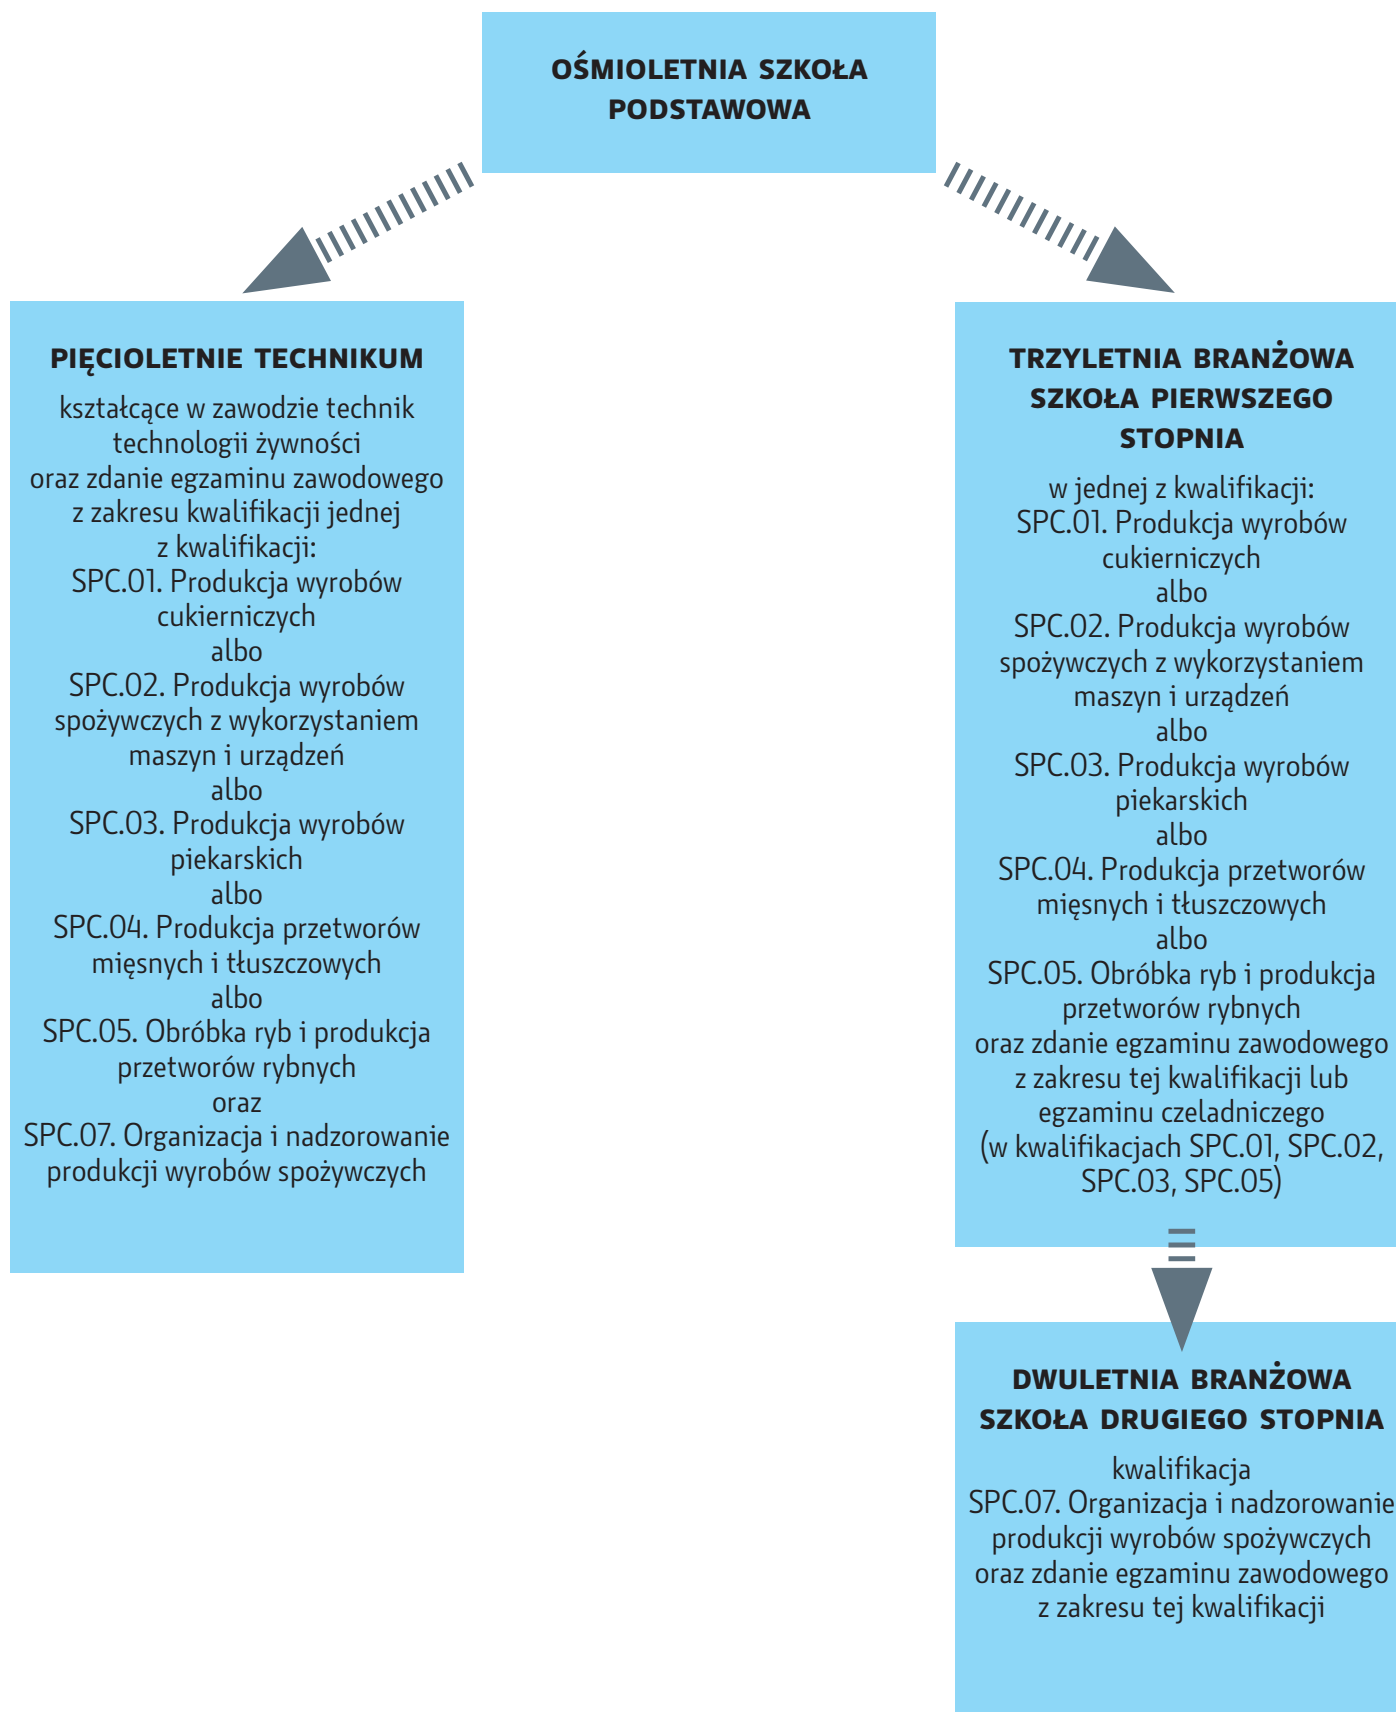 OŚMIOLETNIA SZKOŁA
PODSTAWOWA
PIĘCIOLETNIE TECHNIKUM
kształcące w zawodzie technik
technologii żywności
oraz zdanie egzaminu zawodowego
z zakresu kwalifikacji jednej
z kwalifikacji:
SPC.01. Produkcja wyrobów
cukierniczych
albo
SPC.02. Produkcja wyrobów
spożywczych z wykorzystaniem
maszyn i urządzeń
albo
SPC.03. Produkcja wyrobów
piekarskich
albo
SPC.04. Produkcja przetworów
mięsnych i tłuszczowych
albo
SPC.05. Obróbka ryb i produkcja
przetworów rybnych
oraz
SPC.07. Organizacja i nadzorowanie
produkcji wyrobów spożywczych
TRZYLETNIA BRANŻOWA
SZKOŁA PIERWSZEGO
STOPNIA
w jednej z kwalifikacji:
SPC.01. Produkcja wyrobów
cukierniczych
albo
SPC.02. Produkcja wyrobów
spożywczych z wykorzystaniem
maszyn i urządzeń
albo
SPC.03. Produkcja wyrobów
piekarskich
albo
SPC.04. Produkcja przetworów
mięsnych i tłuszczowych
albo
SPC.05. Obróbka ryb i produkcja
przetworów rybnych
oraz zdanie egzaminu zawodowego
z zakresu tej kwalifikacji lub
egzaminu czeladniczego
(w kwalifikacjach SPC.01, SPC.02,
SPC.03, SPC.05)
DWULETNIA BRANŻOWA
SZKOŁA DRUGIEGO STOPNIA
kwalifikacja
SPC.07. Organizacja i nadzorowanie
produkcji wyrobów spożywczych
oraz zdanie egzaminu zawodowego
z zakresu tej kwalifikacji